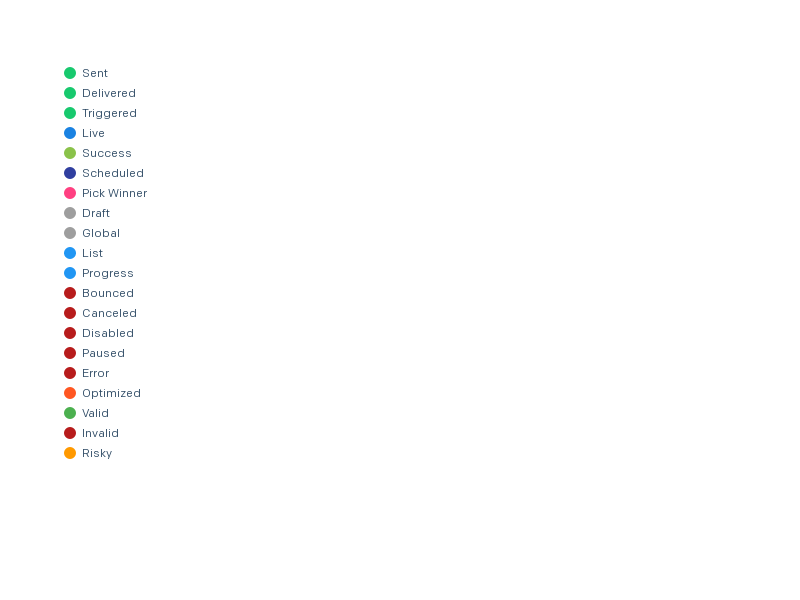 Sent
Delivered
Triggered
Live
Success
Scheduled
Pick Winner
Draft
Global
List
Progress
Bounced
Canceled
Disabled
Paused
Error
Optimized
Valid
Invalid
Risky